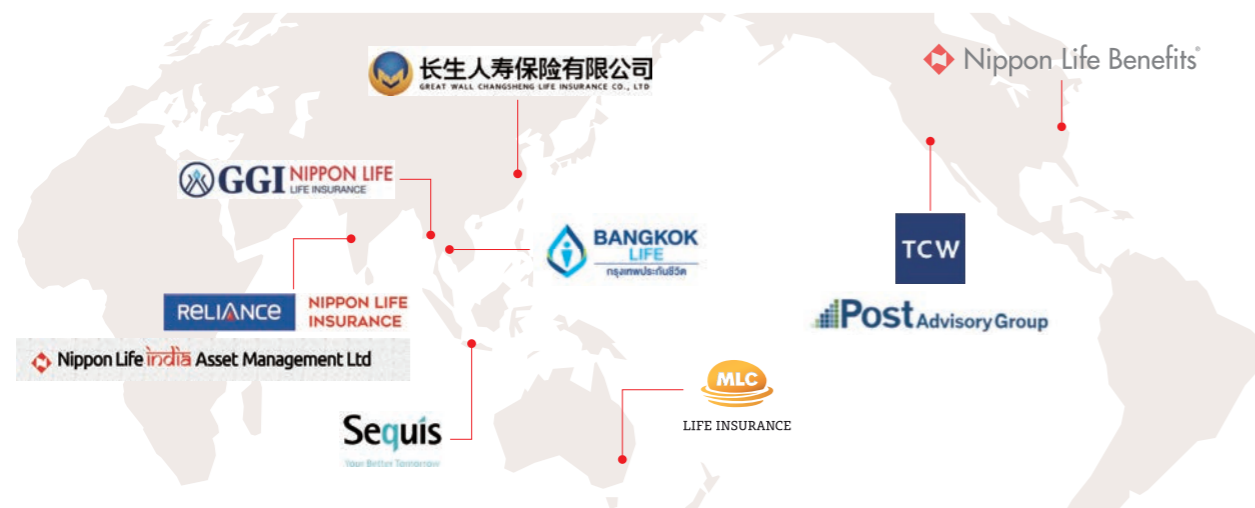 长生人寿保险有限公司
GREAT WALL CHANGSHENG LIFE INSURANCE CO., LTD
Nippon Life Benefits®
GGI NIPPON LIFE
LIFE INSURANCE
BANGKOK
LIFE
กรุงเทพประกันชีวิต
TCW
RELIANCE NIPPON LIFE
INSURANCE
Post Advisory Group
Nippon Life india Asset Management Ltd
MLC
LIFE INSURANCE
Sequis
Your Better Tomorrow